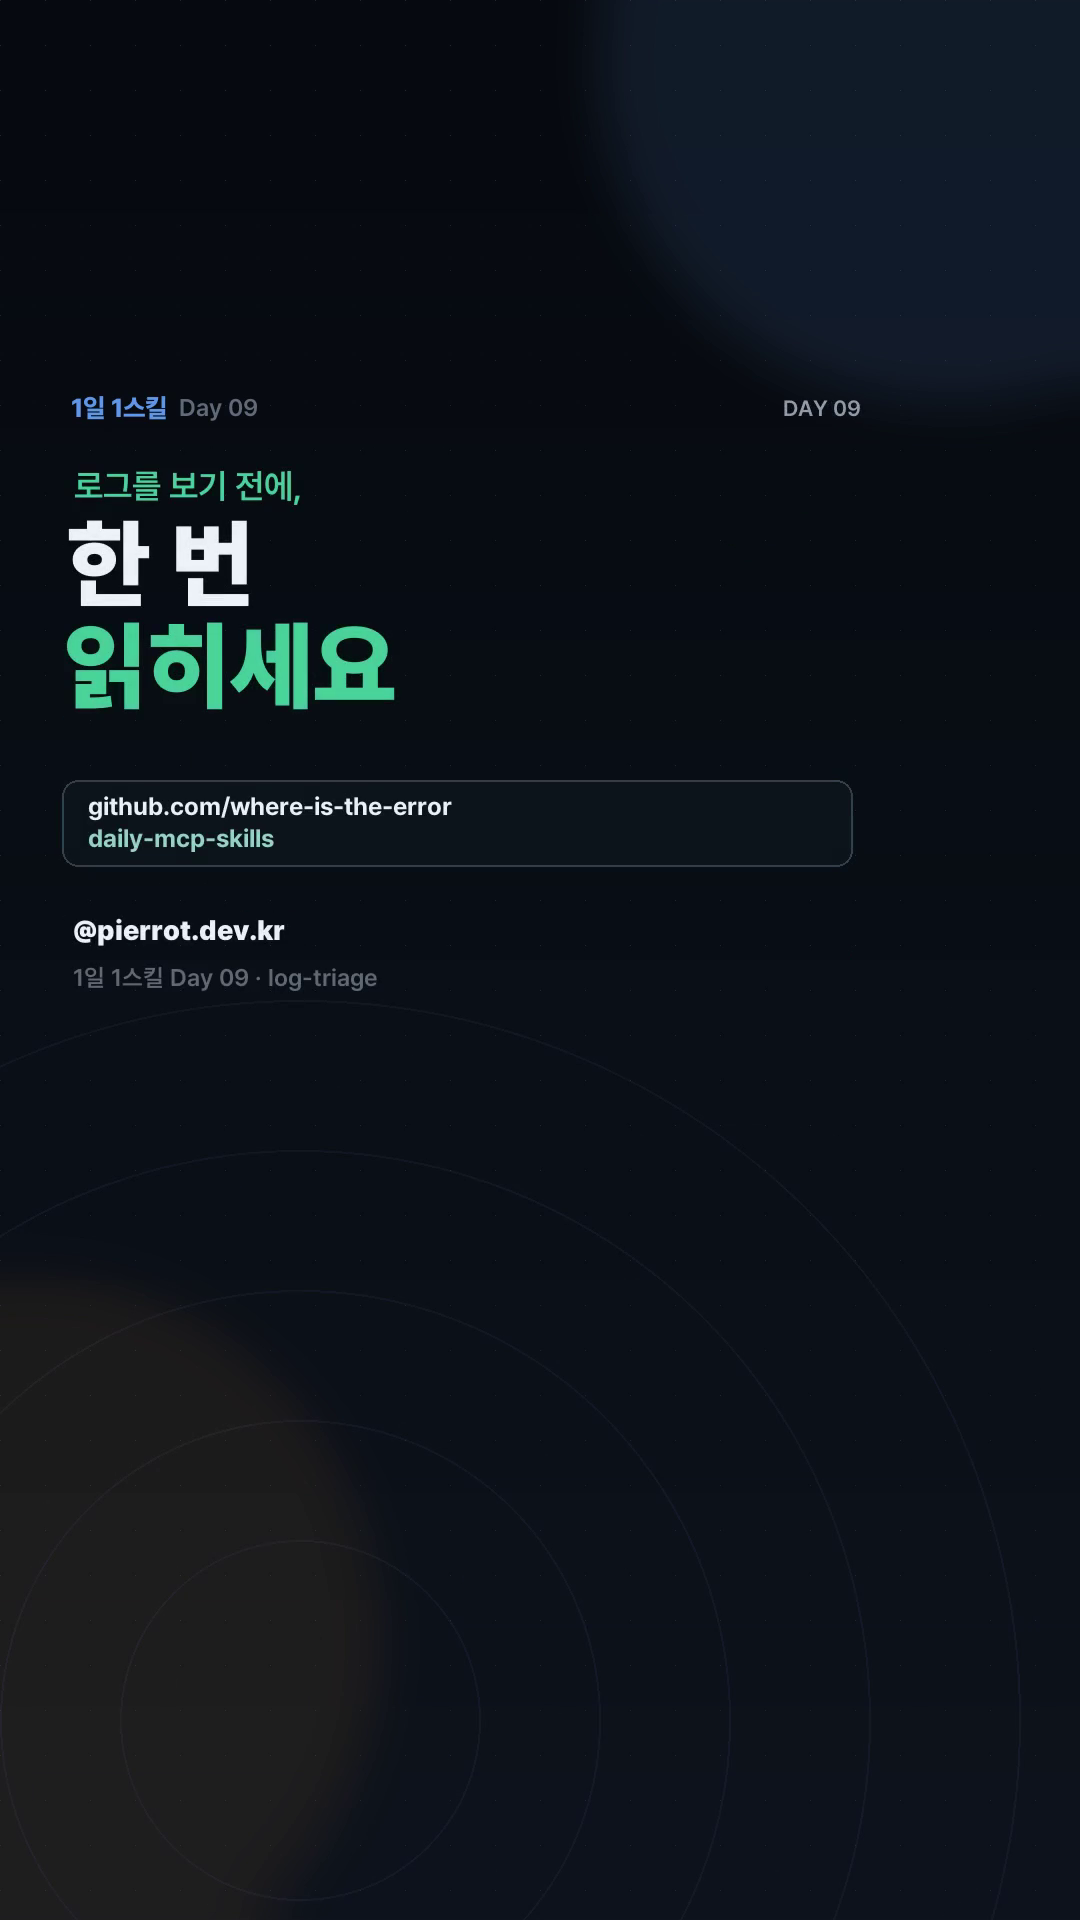 1일 1스킬 Day 09
DAY 09
로그를 보기 전에,
한 번
읽히세요
github.com/where-is-the-error
daily-mcp-skills
@pierrot.dev.kr
1일 1스킬 Day 09 · log-triage